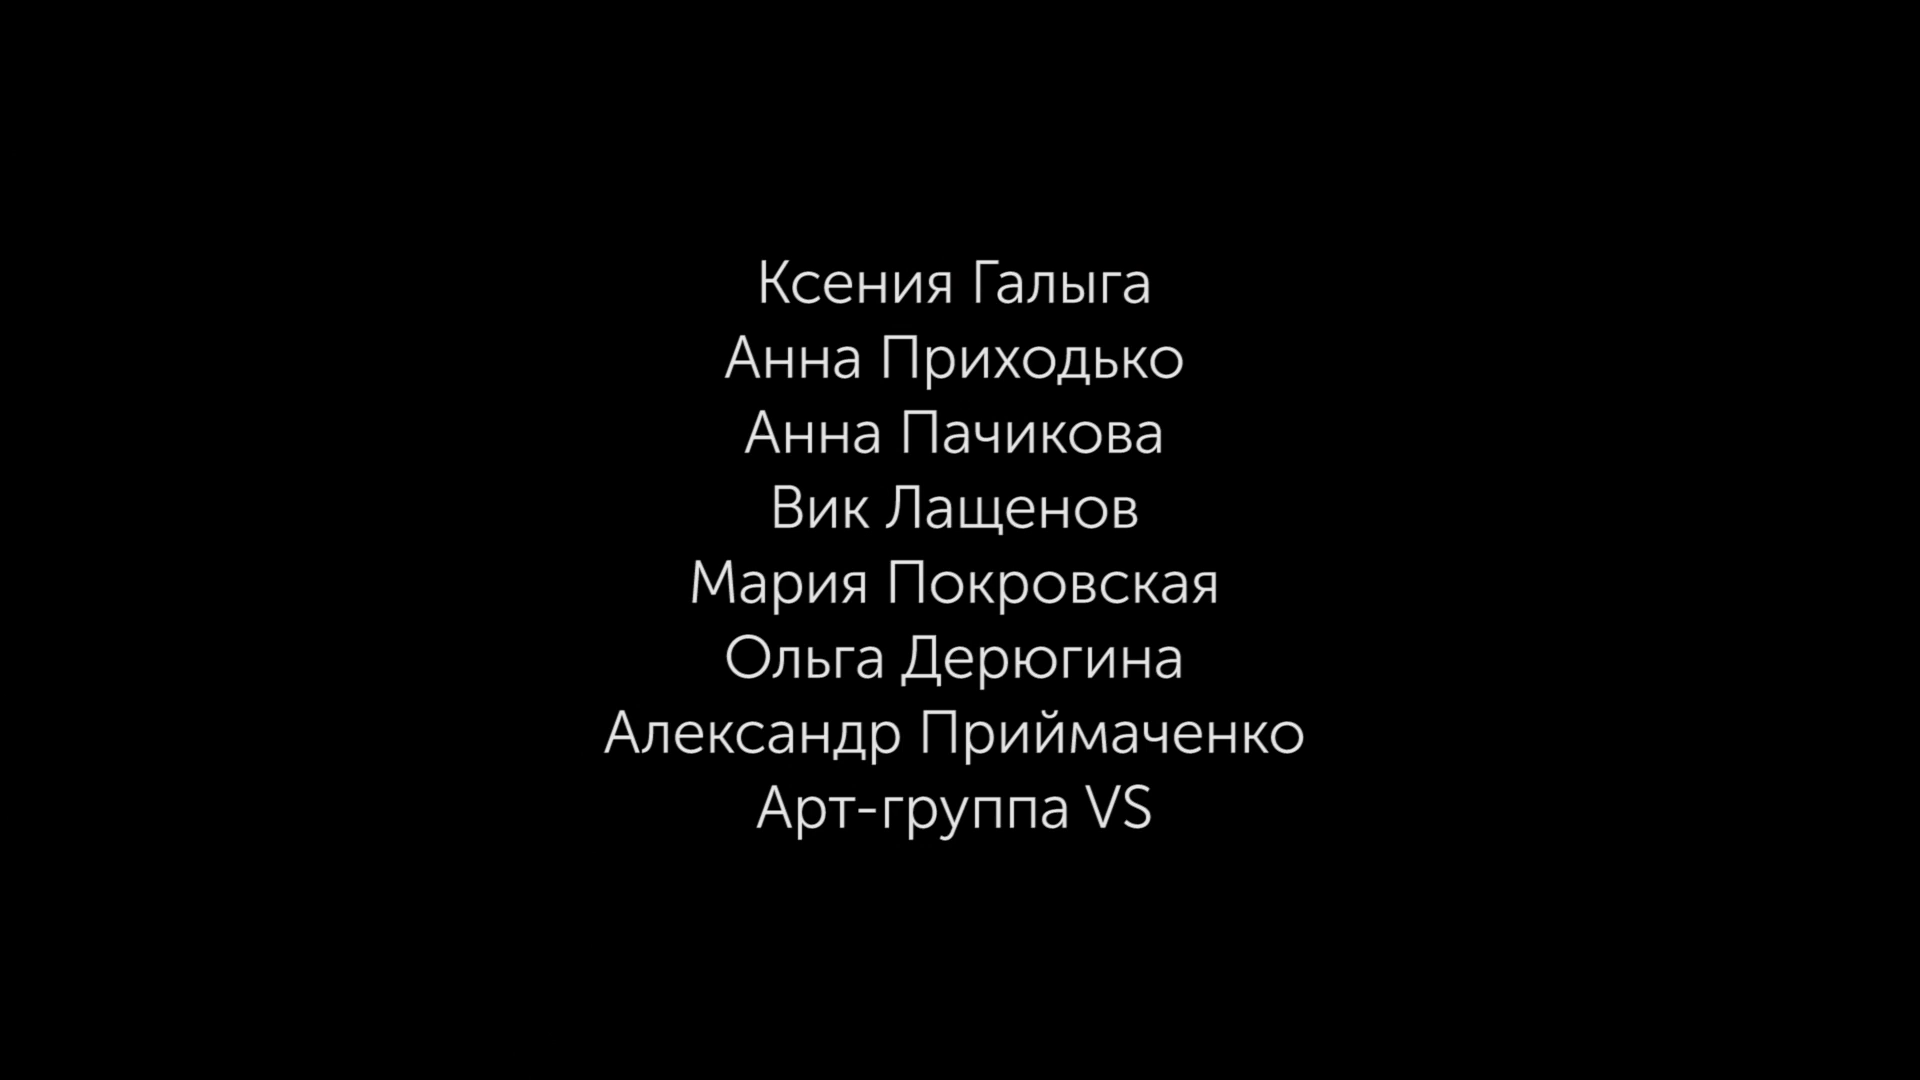 Ксения Галыга
Анна Приходько
Анна Пачикова
Вик Лащенов
Мария Покровская
Ольга Дерюгина
Александр Приймаченко
Арт-группа VS